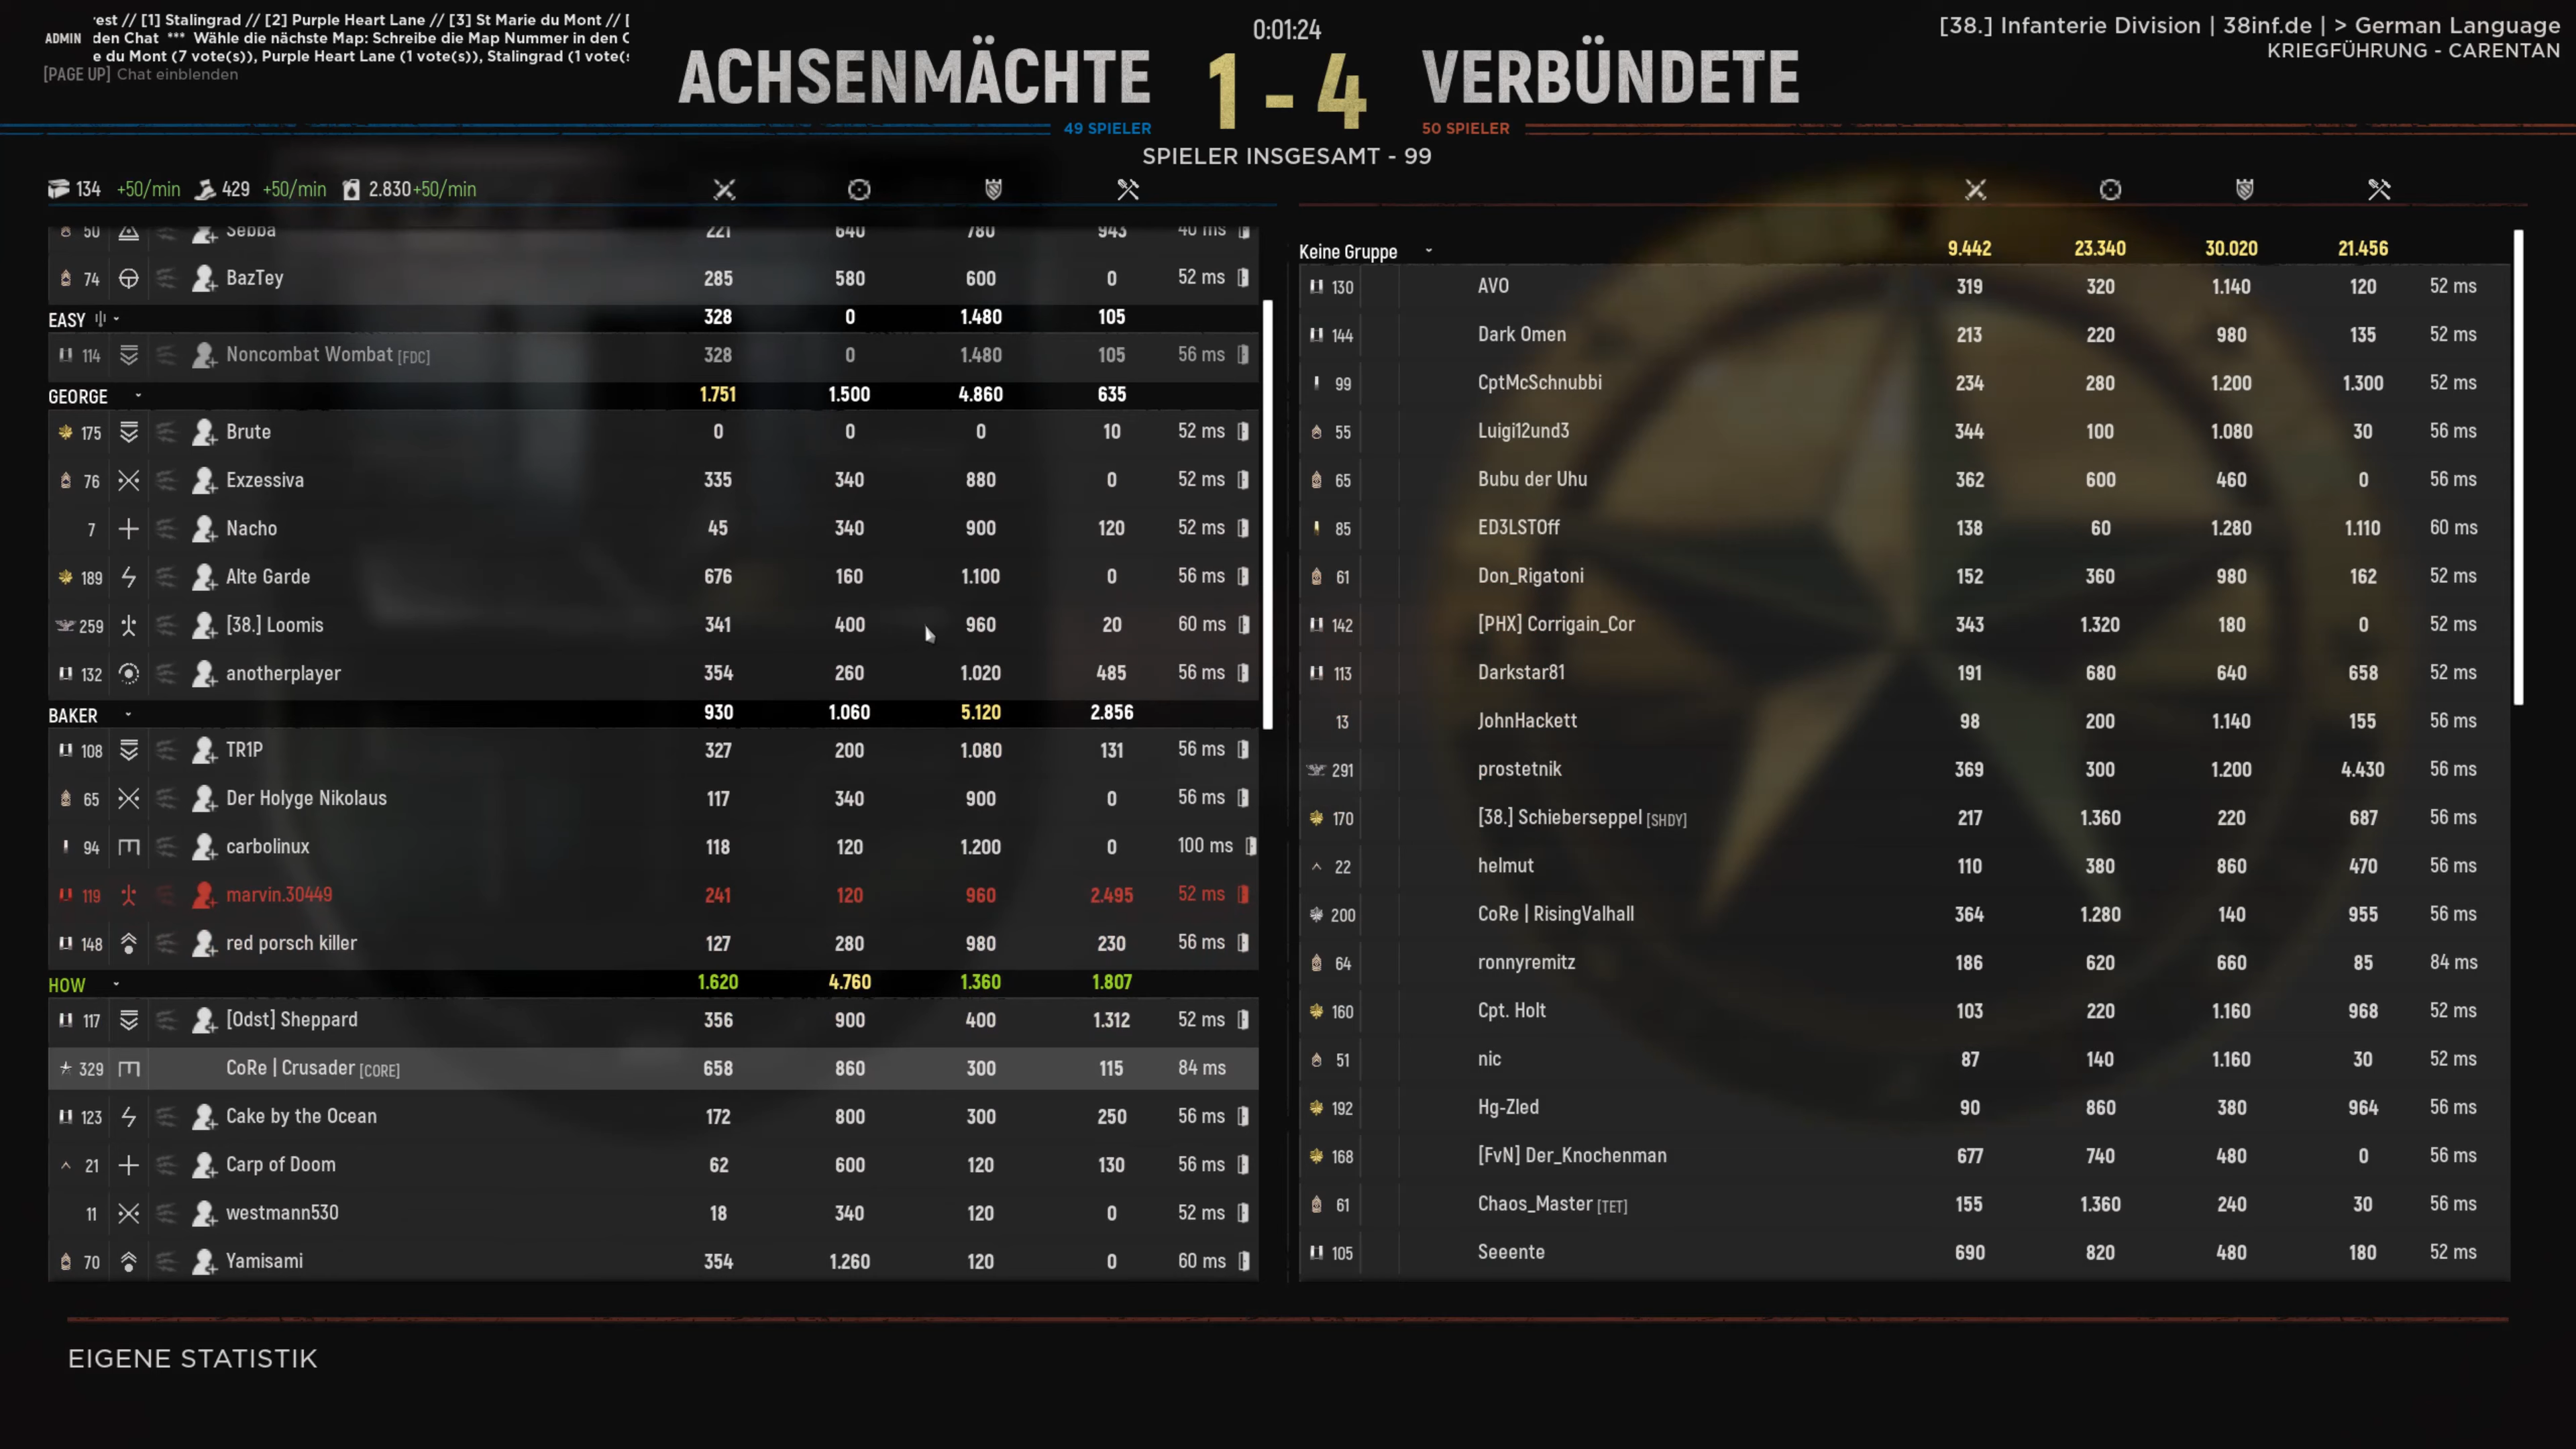 est // [1] Stalingrad // [2] Purple Heart Lane // [3] St Marie du Mont // [
ADMIN den Chat *** Wähle die nächste Map: Schreibe die Map Nummer in den C
e du Mont (7 vote(s)), Purple Heart Lane (1 vote(s)), Stalingrad (1 vote(s
[PAGE UP] Chat einblenden
ACHSENMÄCHTE
49 SPIELER
0:01:24
1 - 4
VERBÜNDETE
50 SPIELER
SPIELER INSGESAMT - 99
[38.] Infanterie Division | 38inf.de | > German Language
KRIEGFÜHRUNG - CARENTAN
134 +50/min 429 +50/min 2.830 +50/min
50 Sebba 221 640 780 943 40 ms
74 BazTey 285 580 600 0 52 ms
EASY 328 0 1.480 105
114 Noncombat Wombat [FDC] 328 0 1.480 105 56 ms
GEORGE 1.751 1.500 4.860 635
175 Brute 0 0 0 10 52 ms
76 Exzessiva 335 340 880 0 52 ms
7 Nacho 45 340 900 120 52 ms
189 Alte Garde 676 160 1.100 0 56 ms
259 [38.] Loomis 341 400 960 20 60 ms
132 anotherplayer 354 260 1.020 485 56 ms
BAKER 930 1.060 5.120 2.856
108 TR1P 327 200 1.080 131 56 ms
65 Der Holyge Nikolaus 117 340 900 0 56 ms
94 carbolinux 118 120 1.200 0 100 ms
119 marvin.30449 241 120 960 2.495 52 ms
148 red porsch killer 127 280 980 230 56 ms
HOW 1.620 4.760 1.360 1.807
117 [Odst] Sheppard 356 900 400 1.312 52 ms
329 CoRe | Crusader [CORE] 658 860 300 115 84 ms
123 Cake by the Ocean 172 800 300 250 56 ms
21 Carp of Doom 62 600 120 130 56 ms
11 westmann530 18 340 120 0 52 ms
70 Yamisami 354 1.260 120 0 60 ms
Keine Gruppe 9.442 23.340 30.020 21.456
130 AVO 319 320 1.140 120 52 ms
144 Dark Omen 213 220 980 135 52 ms
99 CptMcSchnubbi 234 280 1.200 1.300 52 ms
55 Luigi12und3 344 100 1.080 30 56 ms
65 Bubu der Uhu 362 600 460 0 56 ms
85 ED3LSTOff 138 60 1.280 1.110 60 ms
61 Don_Rigatoni 152 360 980 162 52 ms
142 [PHX] Corrigain_Cor 343 1.320 180 0 52 ms
113 Darkstar81 191 680 640 658 52 ms
13 JohnHackett 98 200 1.140 155 56 ms
291 prostetnik 369 300 1.200 4.430 56 ms
170 [38.] Schieberseppel [SHDY] 217 1.360 220 687 56 ms
22 helmut 110 380 860 470 56 ms
200 CoRe | RisingValhall 364 1.280 140 955 56 ms
64 ronnyremitz 186 620 660 85 84 ms
160 Cpt. Holt 103 220 1.160 968 52 ms
51 nic 87 140 1.160 30 52 ms
192 Hg-Zled 90 860 380 964 56 ms
168 [FvN] Der_Knochenman 677 740 480 0 56 ms
61 Chaos_Master [TET] 155 1.360 240 30 56 ms
105 Seeente 690 820 480 180 52 ms
EIGENE STATISTIK